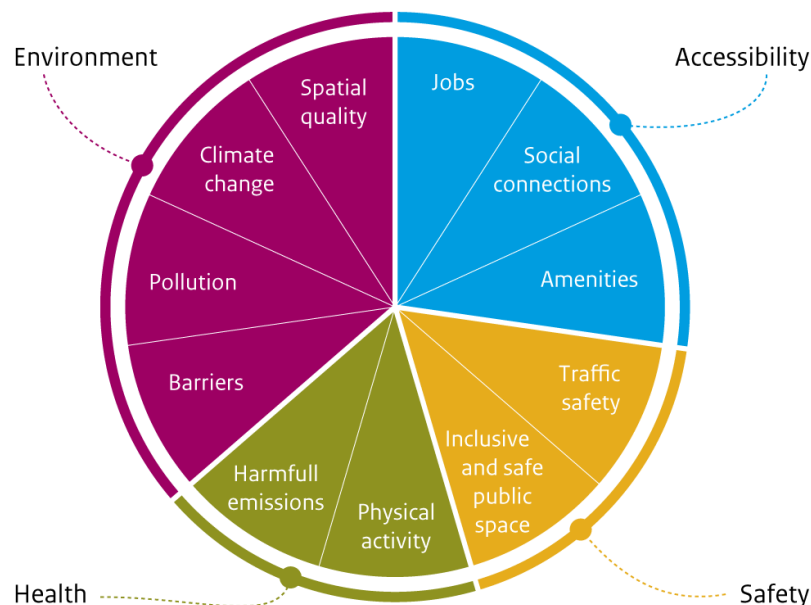 Environment
Accessibility
Spatial
quality
Jobs
Climate
change
Social
connections
Pollution
Amenities
Barriers
Traffic
safety
Harmfull
emissions
Physical
activity
Inclusive
and safe
public
space
Health
Safety